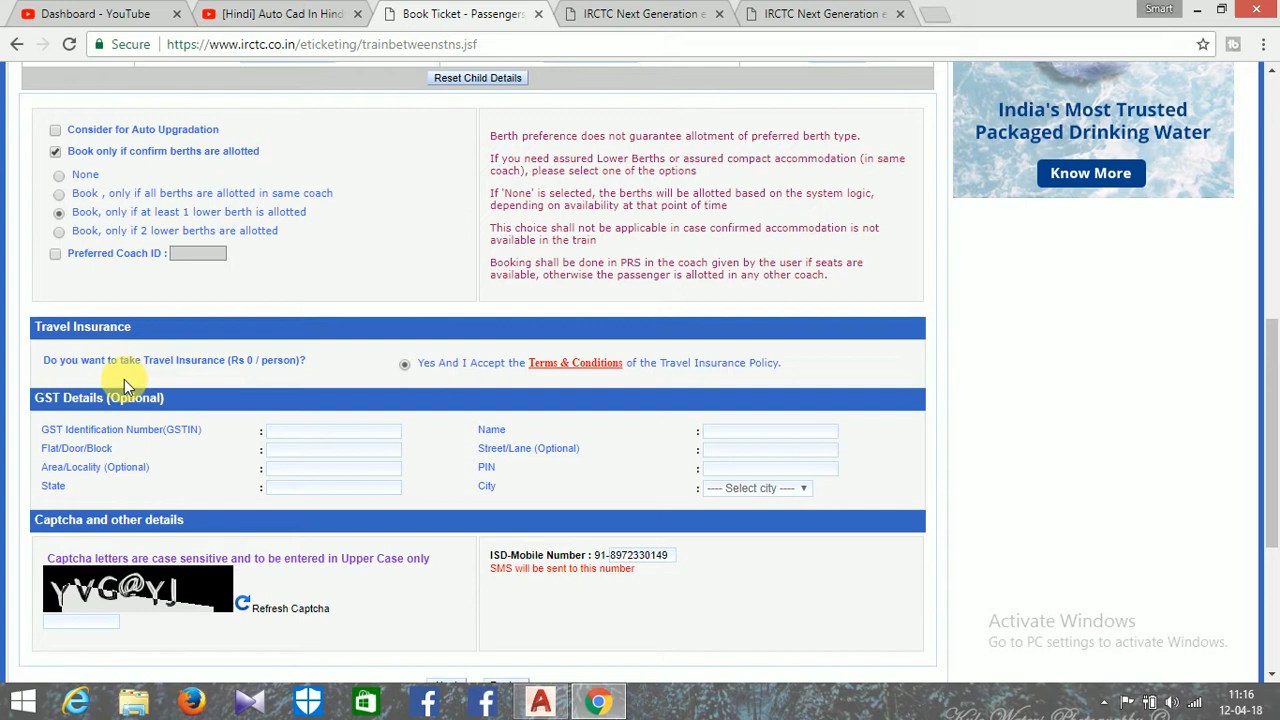 Dashboard - YouTube
[Hindi] Auto Cad In Hindi
Book Ticket - Passengers
IRCTC Next Generation e
IRCTC Next Generation e
Smart
Secure
https://www.irctc.co.in/eticketing/trainbetweenstns.jsf
Reset Child Details
Consider for Auto Upgradation
Book only if confirm berths are allotted
None
Book , only if all berths are allotted in same coach
Book, only if at least 1 lower berth is allotted
Book, only if 2 lower berths are allotted
Preferred Coach ID :
Berth preference does not guarantee allotment of preferred berth type.
If you need assured Lower Berths or assured compact accommodation (in same
coach), please select one of the options
If 'None' is selected, the berths will be allotted based on the system logic,
depending on availability at that point of time
This choice shall not be applicable in case confirmed accommodation is not
available in the train
Booking shall be done in PRS in the coach given by the user if seats are
available, otherwise the passenger is allotted in any other coach.
India's Most Trusted
Packaged Drinking Water
Know More
Travel Insurance
Do you want to take Travel Insurance (Rs 0 / person)?
Yes And I Accept the Terms & Conditions of the Travel Insurance Policy.
GST Details (Optional)
GST Identification Number(GSTIN) :
Name :
Flat/Door/Block :
Street/Lane (Optional) :
Area/Locality (Optional) :
PIN :
State :
City : ---- Select city ----
Captcha and other details
Captcha letters are case sensitive and to be entered in Upper Case only
YVG@YJ
Refresh Captcha
ISD-Mobile Number : 91-8972330149
SMS will be sent to this number
Activate Windows
Go to PC settings to activate Windows.
11:16
12-04-18